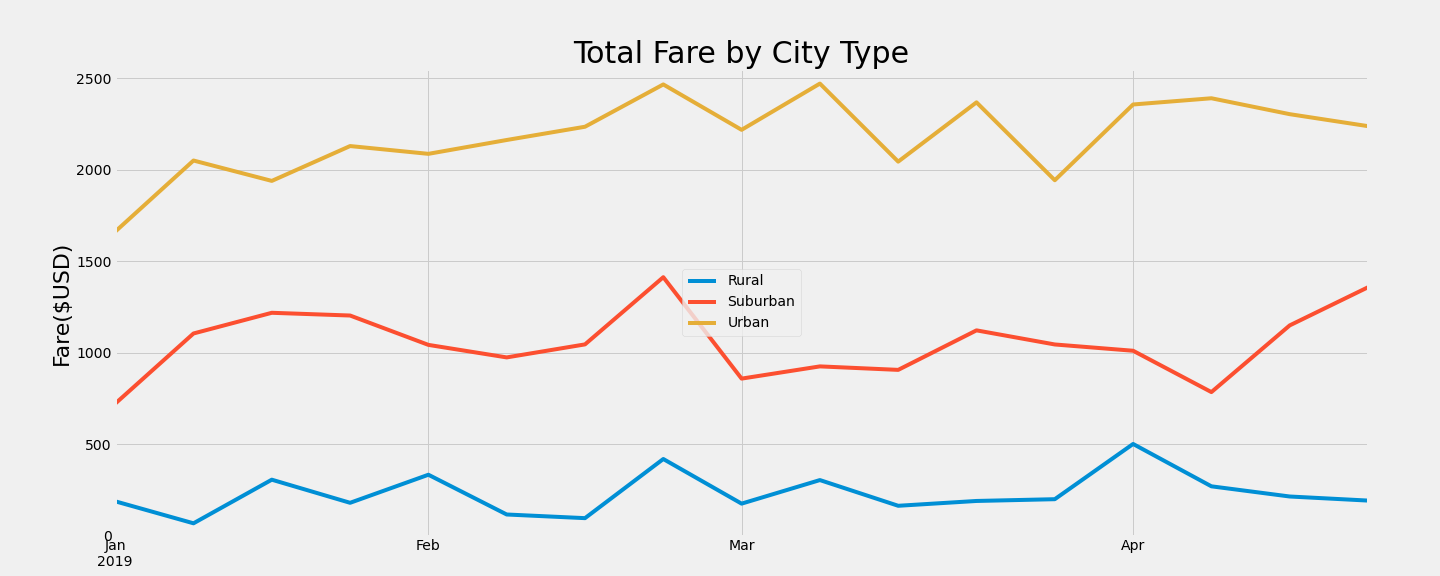 Total Fare by City Type
Fare($USD)
2500
2000
1500
1000
500
0
Rural
Suburban
Urban
Jan
2019
Feb
Mar
Apr